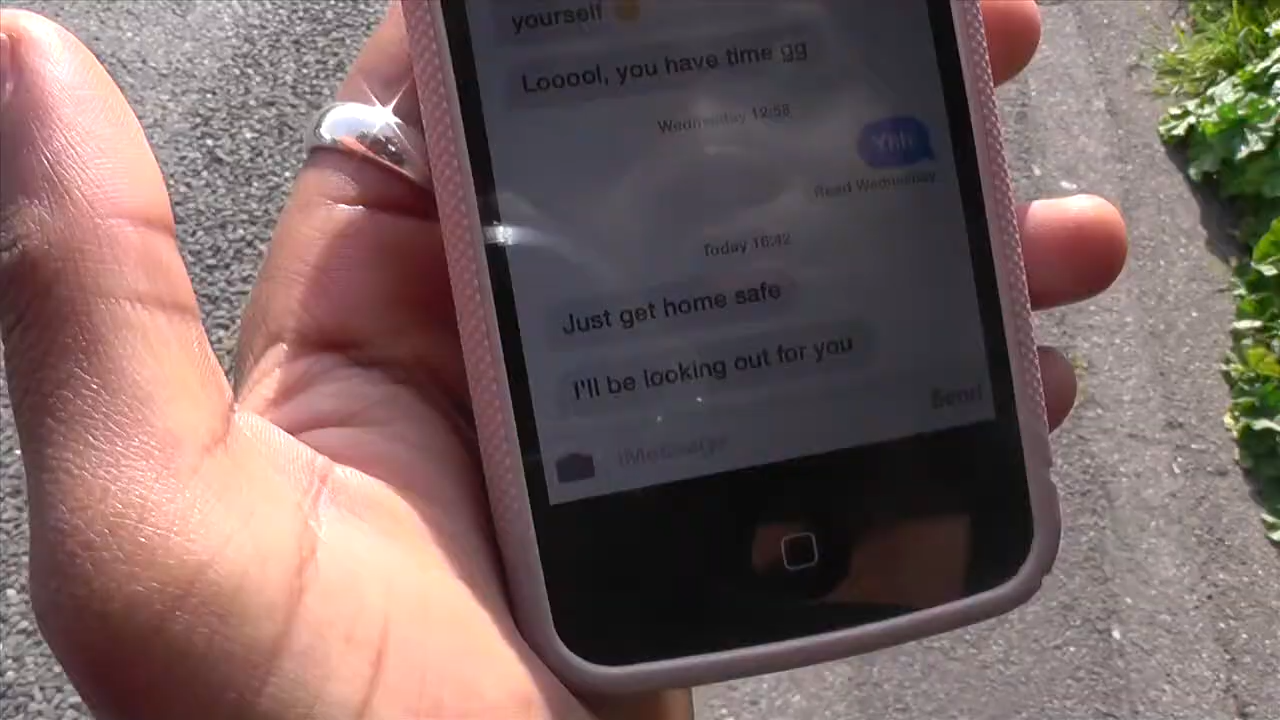 yourself
Looool, you have time gg
Wednesday 12:58
Yhh
Read Wednesday
Today 16:42
Just get home safe
I'll be looking out for you
Send
iMessage